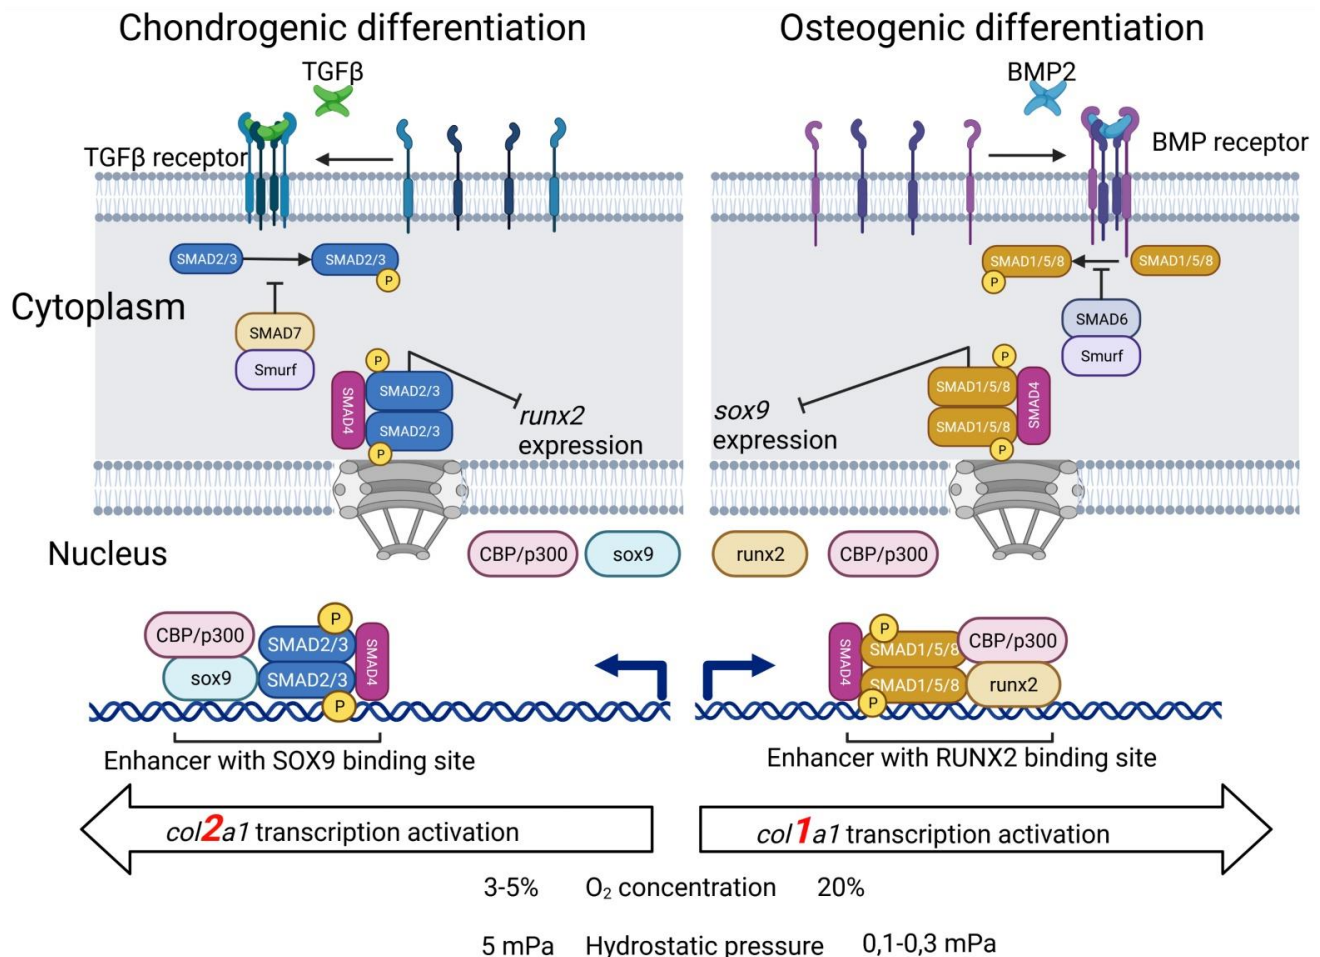 Chondrogenic differentiation
Osteogenic differentiation
TGFβ
BMP2
TGFβ receptor
BMP receptor
SMAD2/3
SMAD2/3
P
SMAD1/5/8
P
SMAD1/5/8
Cytoplasm
SMAD7
Smurf
SMAD6
Smurf
P
SMAD4
SMAD2/3
SMAD2/3
P
runx2
expression
sox9
expression
P
SMAD1/5/8
SMAD1/5/8
SMAD4
P
Nucleus
CBP/p300
sox9
runx2
CBP/p300
CBP/p300
sox9
P
SMAD2/3
SMAD2/3
P
SMAD4
SMAD4
P
SMAD1/5/8
SMAD1/5/8
P
CBP/p300
runx2
Enhancer with SOX9 binding site
Enhancer with RUNX2 binding site
col2a1 transcription activation
col1a1 transcription activation
3-5% O₂ concentration 20%
5 mPa Hydrostatic pressure 0,1-0,3 mPa